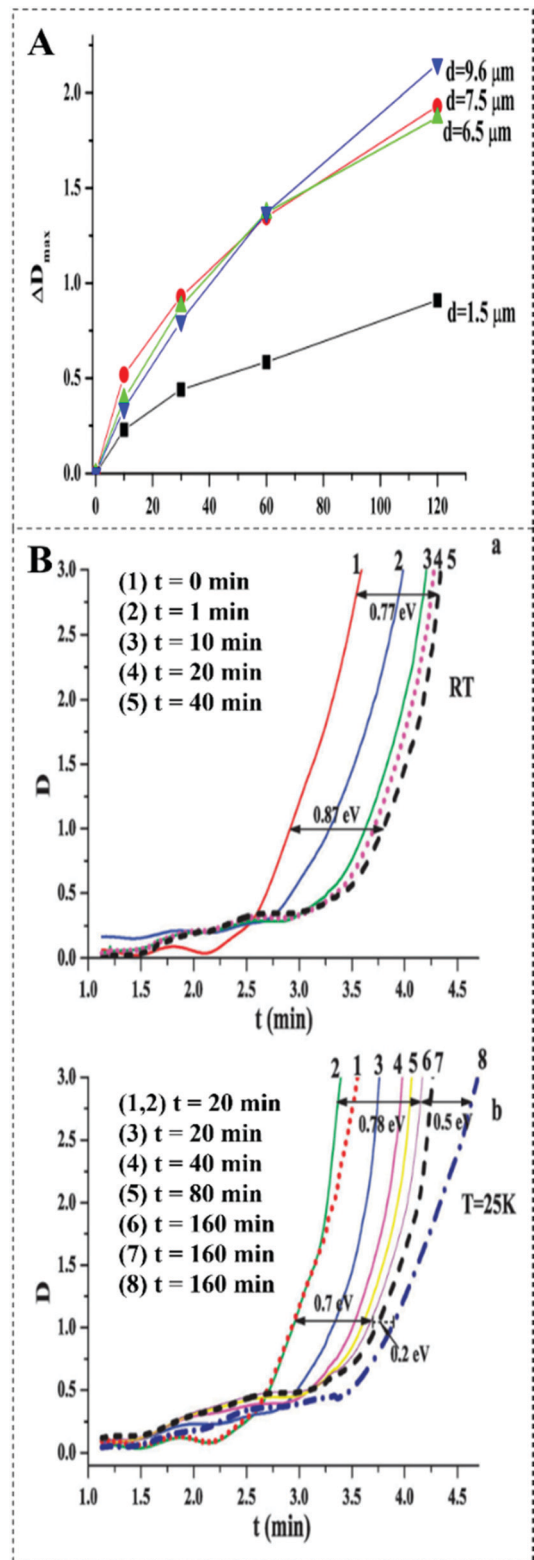 A
2.0
1.5
1.0
0.5
0.0
ΔD max
d=9.6 μm
d=7.5 μm
d=6.5 μm
d=1.5 μm
0 20 40 60 80 100 120
B
a
1 2 3 4 5
(1) t = 0 min
(2) t = 1 min
(3) t = 10 min
(4) t = 20 min
(5) t = 40 min
0.77 eV
RT
0.87 eV
3.0
2.5
2.0
1.5
1.0
0.5
0.0
D
1.0 1.5 2.0 2.5 3.0 3.5 4.0 4.5
t (min)
b
2 1 3 4 5 6 7 8
(1,2) t = 20 min
(3) t = 20 min
(4) t = 40 min
(5) t = 80 min
(6) t = 160 min
(7) t = 160 min
(8) t = 160 min
0.78 eV
0.5 eV
T=25K
0.7 eV
0.2 eV
3.0
2.5
2.0
1.5
1.0
0.5
0.0
D
1.0 1.5 2.0 2.5 3.0 3.5 4.0 4.5
t (min)